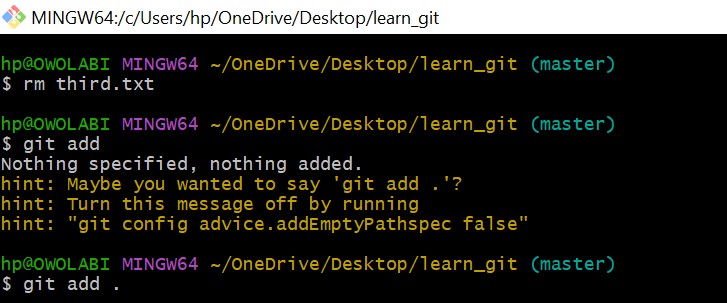 MINGW64:/c/Users/hp/OneDrive/Desktop/learn_git
hp@OWOLABI MINGW64 ~/OneDrive/Desktop/learn_git (master)
$ rm third.txt
hp@OWOLABI MINGW64 ~/OneDrive/Desktop/learn_git (master)
$ git add
Nothing specified, nothing added.
hint: Maybe you wanted to say 'git add .'?
hint: Turn this message off by running
hint: "git config advice.addEmptyPathspec false"
hp@OWOLABI MINGW64 ~/OneDrive/Desktop/learn_git (master)
$ git add .